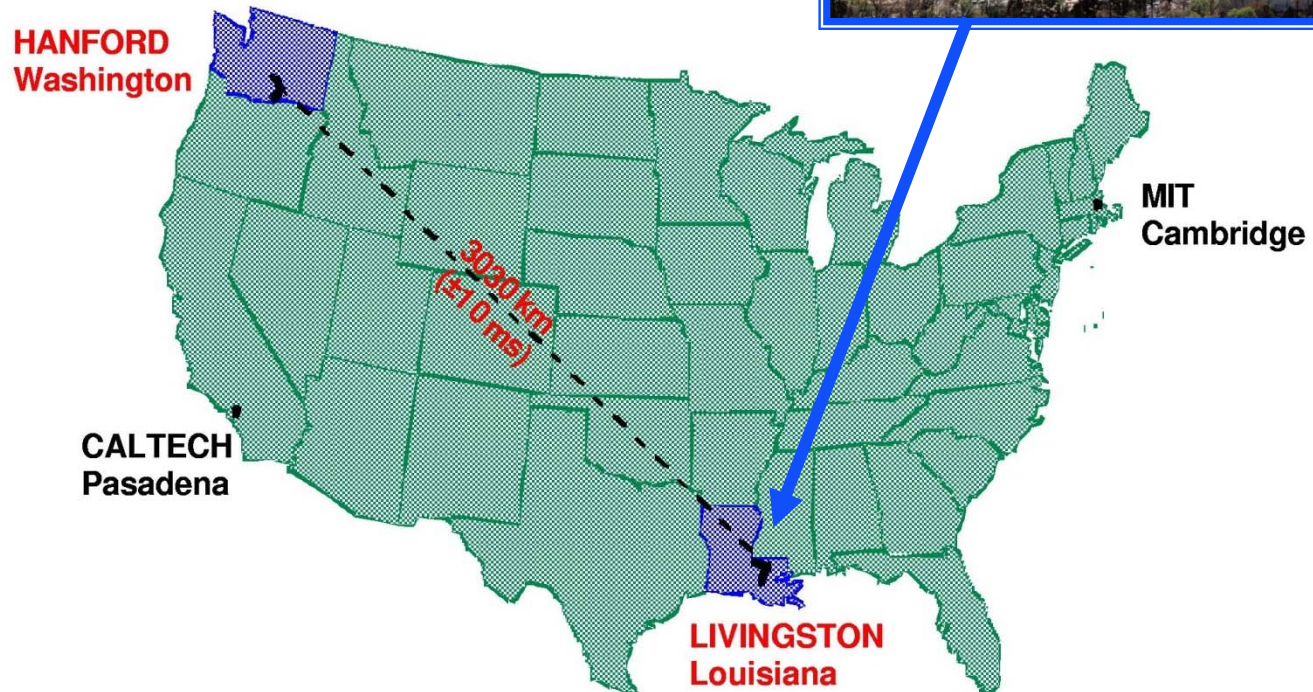 HANFORD
Washington
MIT
Cambridge
3030 km
(±10 ms)
CALTECH
Pasadena
LIVINGSTON
Louisiana